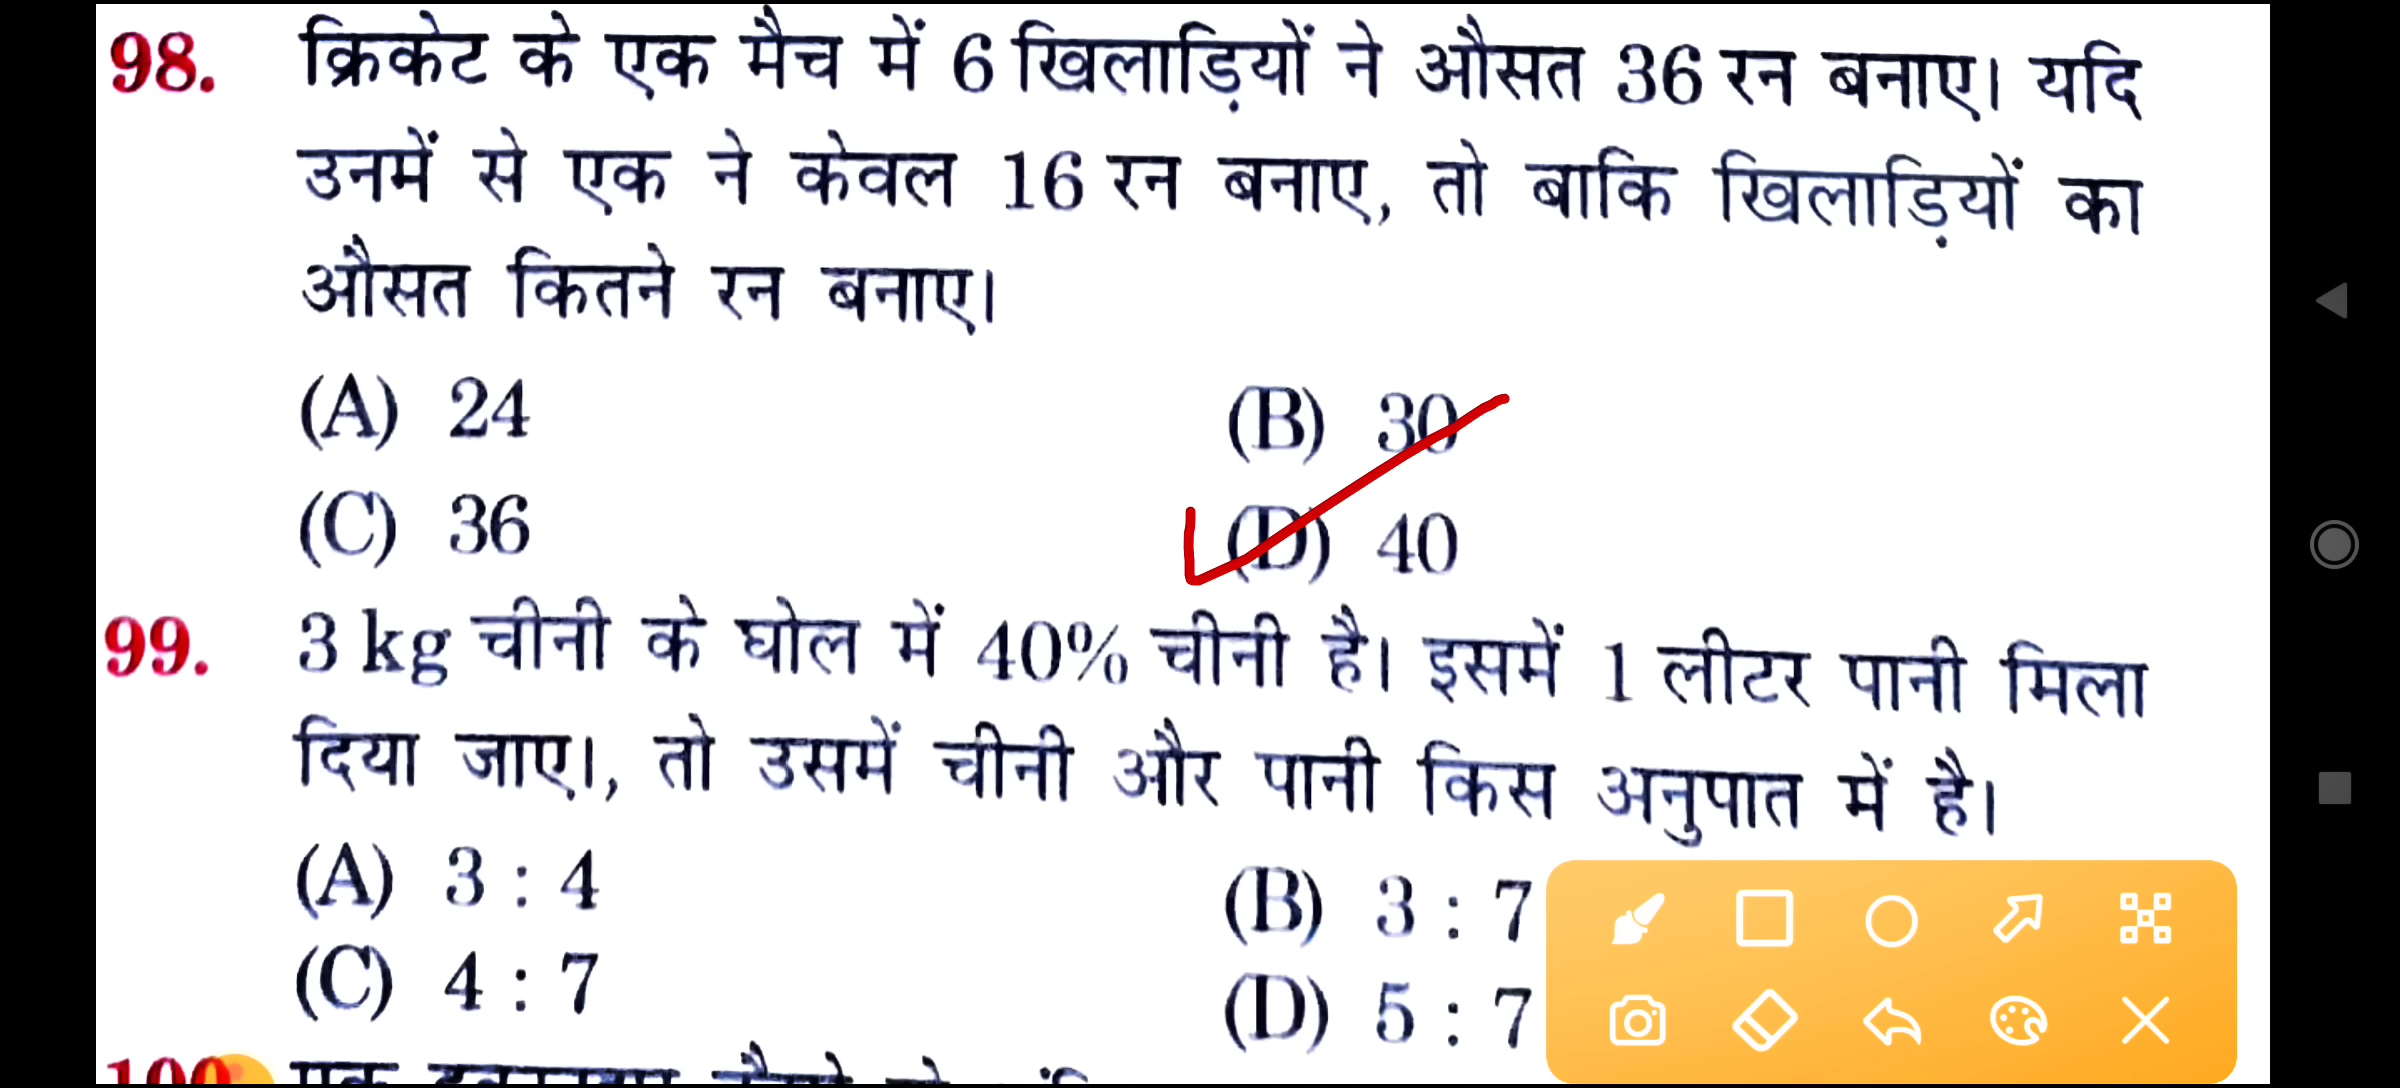 98. क्रिकेट के एक मैच में 6 खिलाड़ियों ने औसत 36 रन बनाए। यदि
उनमें से एक ने केवल 16 रन बनाए, तो बाकि खिलाड़ियों का
औसत कितने रन बनाए।
(A) 24 (B) 30
(C) 36 (D) 40
99. 3 kg चीनी के घोल में 40% चीनी है। इसमें 1 लीटर पानी मिला
दिया जाए।, तो उसमें चीनी और पानी किस अनुपात में है।
(A) 3 : 4 (B) 3 : 7
(C) 4 : 7 (D) 5 : 7
100 एक